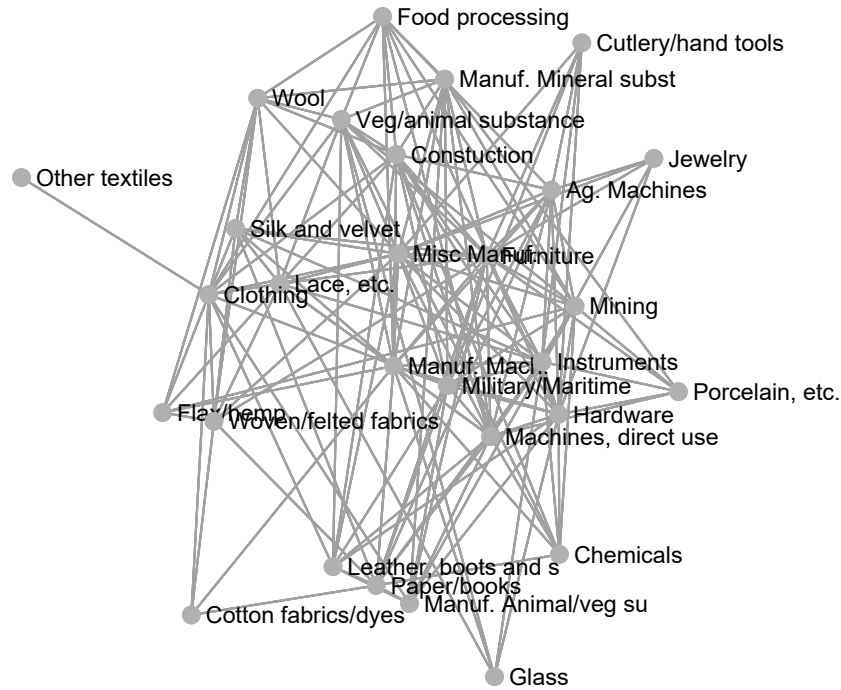 Food processing
Cutlery/hand tools
Manuf. Mineral subst
Wool
Veg/animal substance
Constuction
Jewelry
Other textiles
Ag. Machines
Silk and velvet
Misc Manuf.
Furniture
Lace, etc.
Clothing
Mining
Manuf. Macl..
Instruments
Military/Maritime
Porcelain, etc.
Flax/hemp
Woven/felted fabrics
Hardware
Machines, direct use
Chemicals
Leather, boots and s
Paper/books
Manuf. Animal/veg su
Cotton fabrics/dyes
Glass